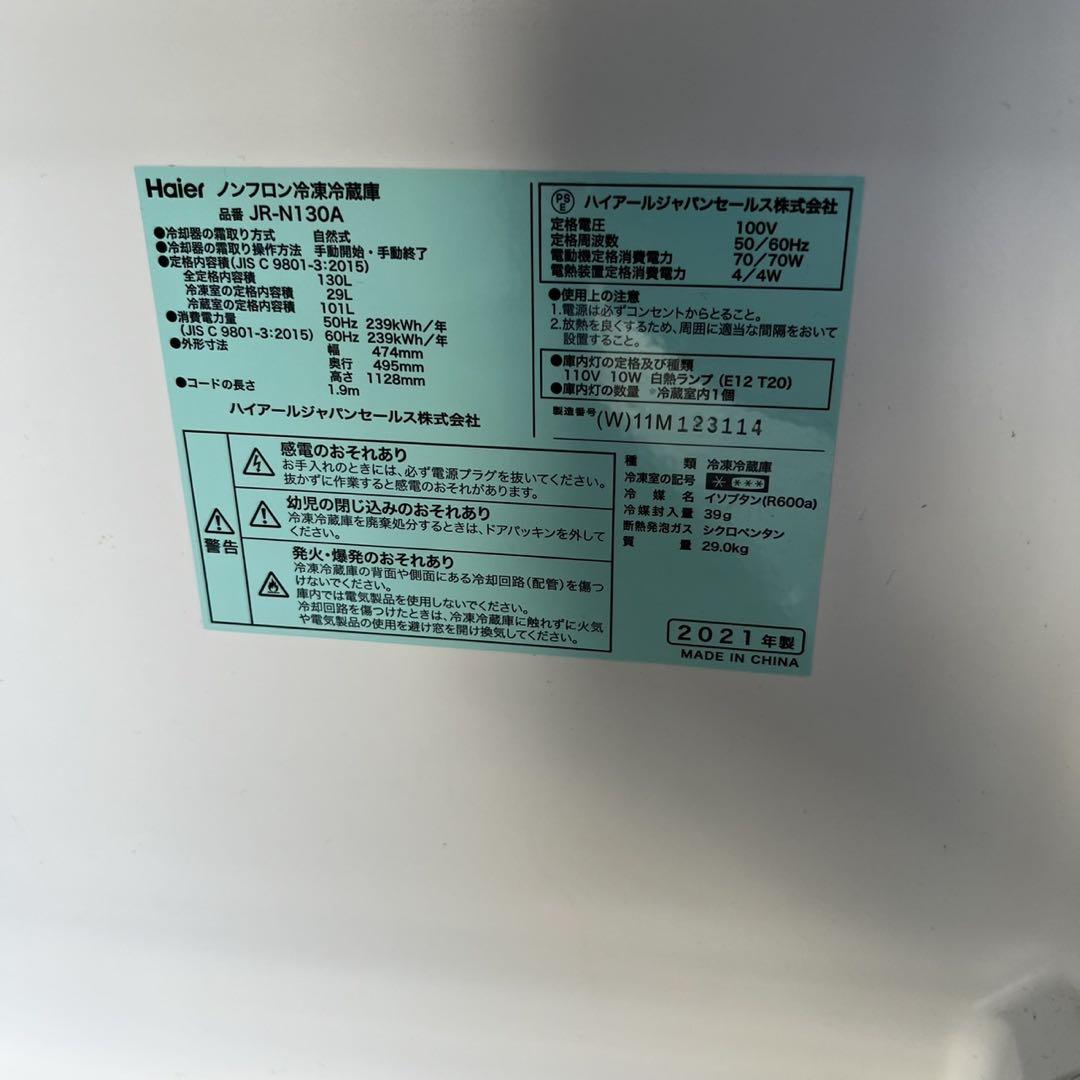 Haier ノンフロン冷凍冷蔵庫
品番 JR-N130A
●冷却器の霜取り方式 自然式
●冷却器の霜取り操作方法 手動開始・手動終了
●定格内容積(JIS C 9801-3:2015)
全定格内容積 130L
冷凍室の定格内容積 29L
冷蔵室の定格内容積 101L
●消費電力量 50Hz 239kWh/年
(JIS C 9801-3:2015) 60Hz 239kWh/年
●外形寸法 幅 474mm
奥行 495mm
高さ 1128mm
●コードの長さ 1.9m
ハイアールジャパンセールス株式会社
PS
E
ハイアールジャパンセールス株式会社
定格電圧 100V
定格周波数 50/60Hz
電動機定格消費電力 70/70W
電熱装置定格消費電力 4/4W
●使用上の注意
1.電源は必ずコンセントからとること。
2.放熱を良くするため、周囲に適当な間隔をおいて
設置すること。
●庫内灯の定格及び種類
110V 10W 白熱ランプ (E12 T20)
●庫内灯の数量 冷蔵室内1個
製造番号 (W)11M123114
種類 冷凍冷蔵庫
冷凍室の記号 * ***
冷媒名 イソブタン(R600a)
冷媒封入量 39g
断熱発泡ガス シクロペンタン
質量 29.0kg
2021年製
MADE IN CHINA
警告
感電のおそれあり
お手入れのときには、必ず電源プラグを抜いてください。
抜かずに作業すると感電のおそれがあります。
幼児の閉じ込みのおそれあり
冷凍冷蔵庫を廃棄処分するときは、ドアパッキンを外して
ください。
発火・爆発のおそれあり
冷凍冷蔵庫の背面や側面にある冷却回路(配管)を傷つ
けないでください。
庫内では電気製品を使用しないでください。
冷却回路を傷つけたときは、冷凍冷蔵庫に触れずに火気
や電気製品の使用を避け窓を開け換気してください。